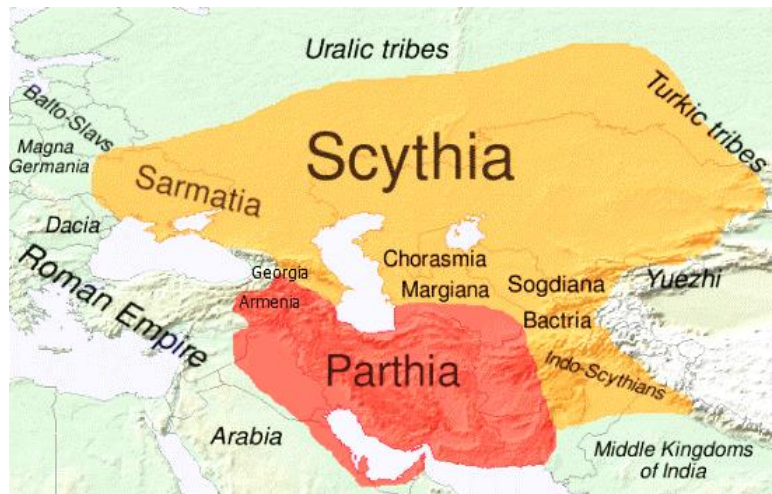 Uralic tribes
Turkic tribes
Balto-Slavs
Magna
Germania
Scythia
Sarmatia
Dacia
Roman Empire
Georgia
Armenia
Chorasmia
Margiana
Sogdiana
Yuezhi
Bactria
Parthia
Indo-Scythians
Arabia
Middle Kingdoms
of India